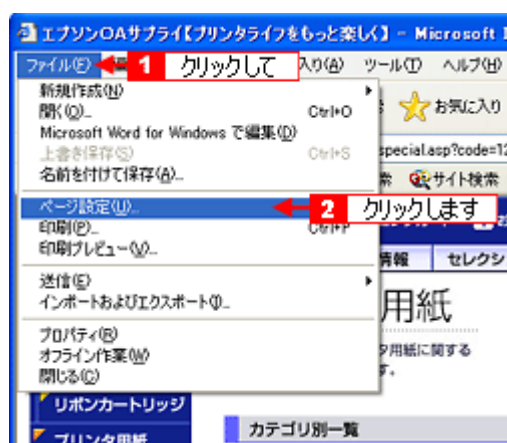 エプソンOAサプライ【プリンタライフをもっと楽しく】 - Microsoft I
ファイル(F) 1 クリックして 入り(A) ツール(T) ヘルプ(H)
新規作成(N)
開く(O)... Ctrl+O
お気に入り
Microsoft Word for Windows で編集(D)
上書き保存(S) Ctrl+S
special.asp?code=12
名前を付けて保存(A)...
索 サイト検索
ページ設定(U)... 2 クリックします
印刷(P)... Ctrl+P
印刷プレビュー(V)...
情報 セレクシ
送信(E)
インポートおよびエクスポート(I)...
用紙
プロパティ(R)
オフライン作業(W)
タ用紙に関する
す。
閉じる(C)
リボンカートリッジ
カテゴリ別一覧
プリンタ用紙